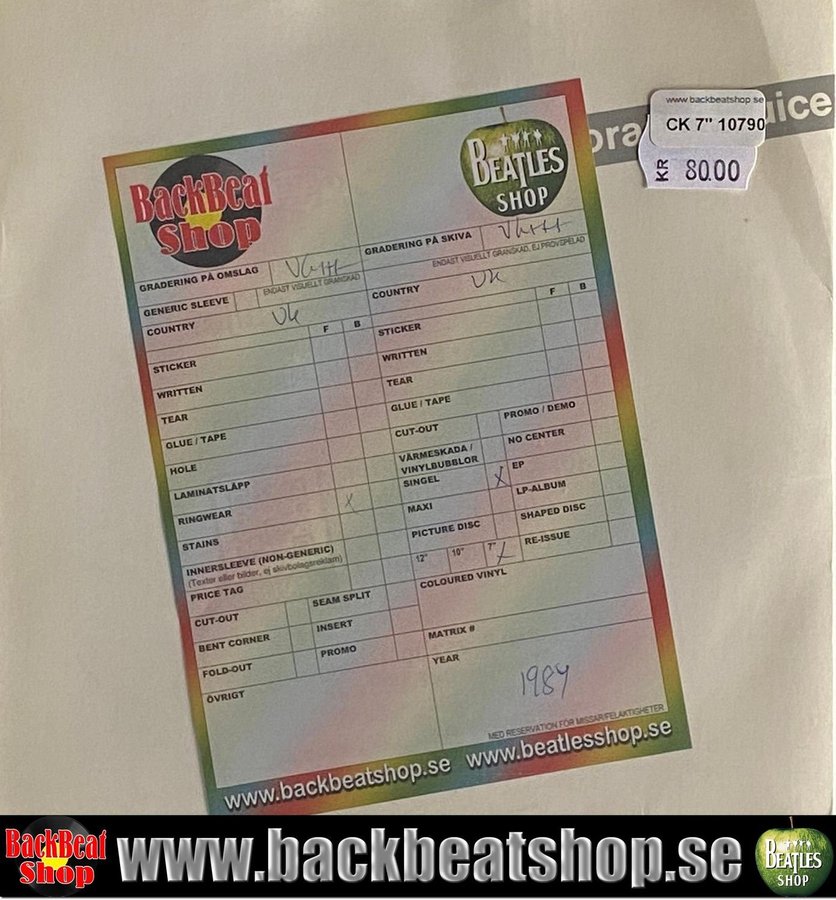 www.backbeatshop.se
CK 7" 10790
KR 80.00
BackBeat
Shop
BEATLES
SHOP
GRADERING PÅ OMSLAG
ENDAST VISUELLT GRANSKAD
GENERIC SLEEVE
COUNTRY UK
F B
STICKER
WRITTEN
TEAR
GLUE / TAPE
HOLE
LAMINATSLÄPP
RINGWEAR
STAINS X
INNERSLEEVE (NON-GENERIC)
(Texter eller bilder, ej skivbolagsreklam)
PRICE TAG
CUT-OUT SEAM SPLIT
BENT CORNER INSERT
FOLD-OUT PROMO
ÖVRIGT
GRADERING PÅ SKIVA
ENDAST VISUELLT GRANSKAD, EJ PROVSPELAD
COUNTRY UK
F B
STICKER
WRITTEN
TEAR
GLUE / TAPE
CUT-OUT PROMO / DEMO
VÄRMESKADA /
VINYLBUBBLOR NO CENTER
SINGEL X EP
MAXI LP-ALBUM
PICTURE DISC SHAPED DISC
12" 10" 7" X RE-ISSUE
COLOURED VINYL
MATRIX #
YEAR
1984
MED RESERVATION FÖR MISSAR/FELAKTIGHETER
www.backbeatshop.se www.beatlesshop.se
BackBeat
Shop
www.backbeatshop.se
BEATLES
SHOP